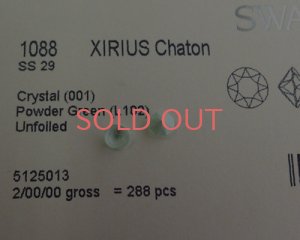 SWA
1088 XIRIUS Chaton
SS 29
Crystal (001)
Powder Green (L102)
Unfoiled
SOLD OUT
5125013
2/00/00 gross = 288 pcs